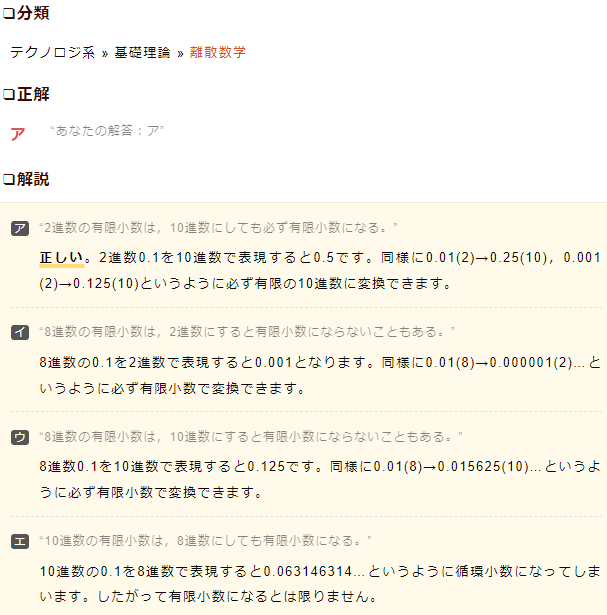 ❏分類
テクノロジ系 » 基礎理論 » 離散数学
❏正解
ア “あなたの解答：ア”
❏解説
ア “2進数の有限小数は，10進数にしても必ず有限小数になる。”
正しい。2進数0.1を10進数で表現すると0.5です。同様に0.01(2)→0.25(10)，0.001
(2)→0.125(10)というように必ず有限の10進数に変換できます。
イ “8進数の有限小数は，2進数にすると有限小数にならないこともある。”
8進数の0.1を2進数で表現すると0.001となります。同様に0.01(8)→0.000001(2)…と
いうように必ず有限小数で変換できます。
ウ “8進数の有限小数は，10進数にすると有限小数にならないこともある。”
8進数0.1を10進数で表現すると0.125です。同様に0.01(8)→0.015625(10)…というよ
うに必ず有限小数で変換できます。
エ “10進数の有限小数は，8進数にしても有限小数になる。”
10進数の0.1を8進数で表現すると0.063146314…というように循環小数になってしま
います。したがって有限小数になるとは限りません。